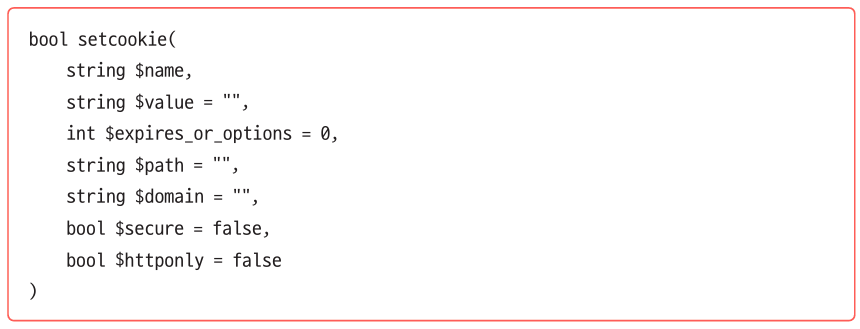 bool setcookie(
    string $name,
    string $value = "",
    int $expires_or_options = 0,
    string $path = "",
    string $domain = "",
    bool $secure = false,
    bool $httponly = false
)